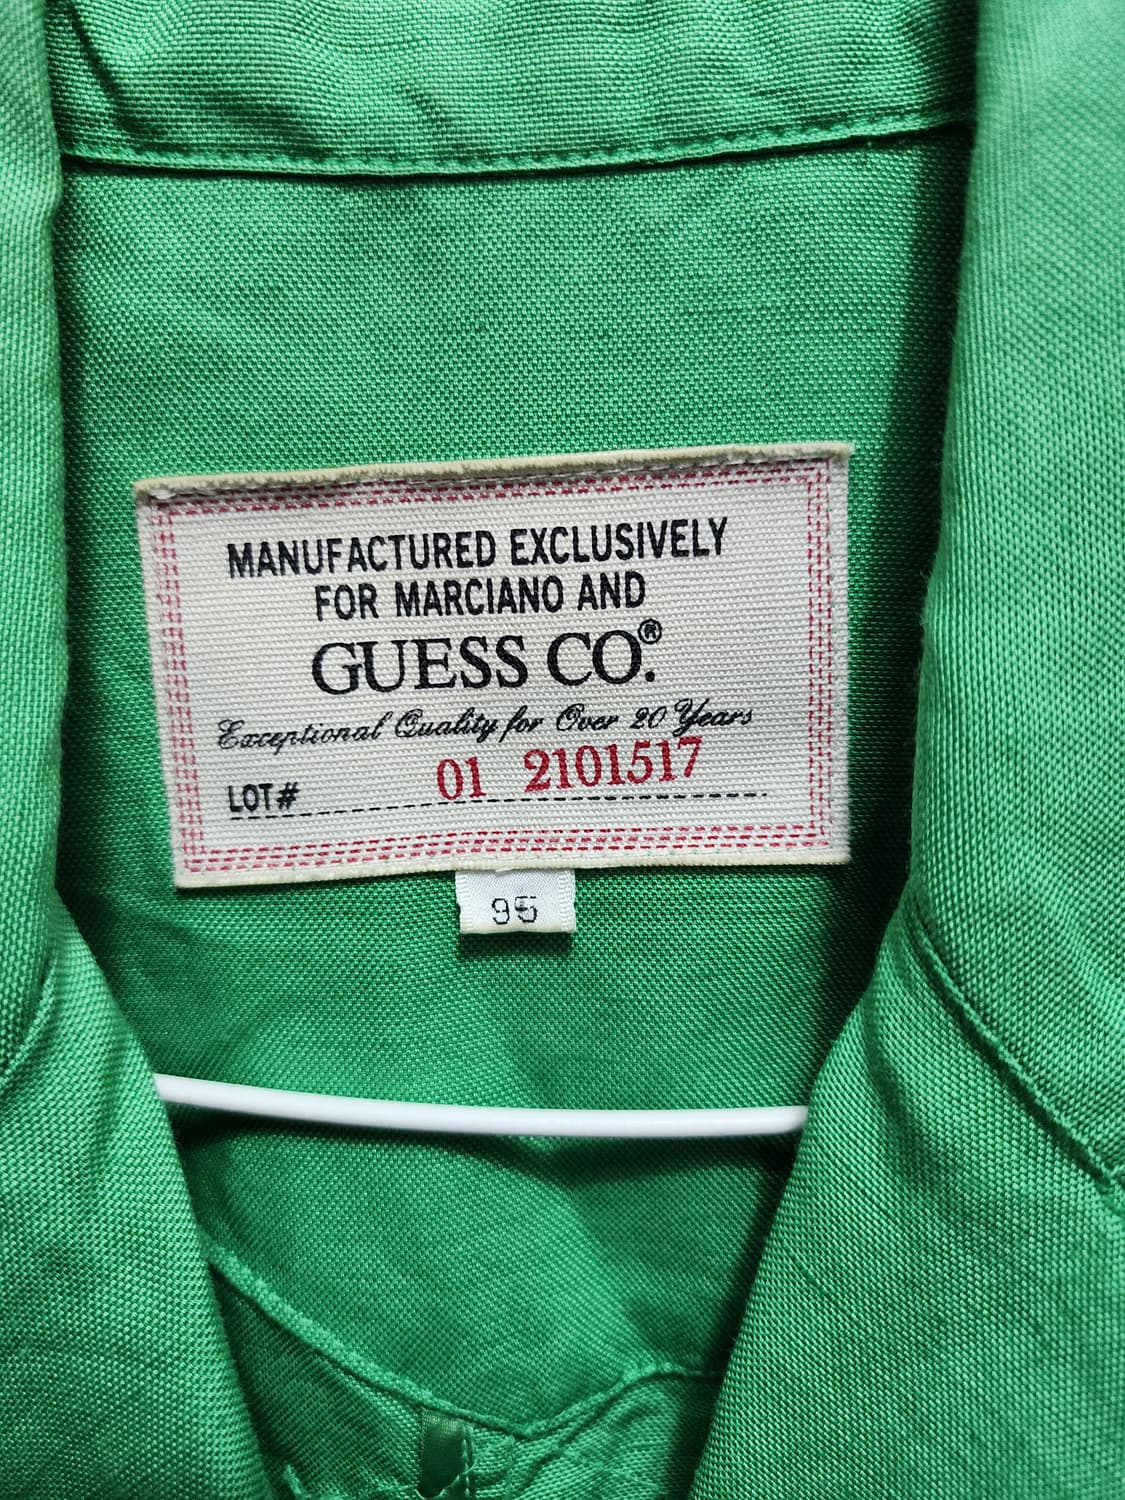 MANUFACTURED EXCLUSIVELY
FOR MARCIANO AND
GUESS CO.®
Exceptional Quality for Over 20 Years
LOT# 01 2101517
95